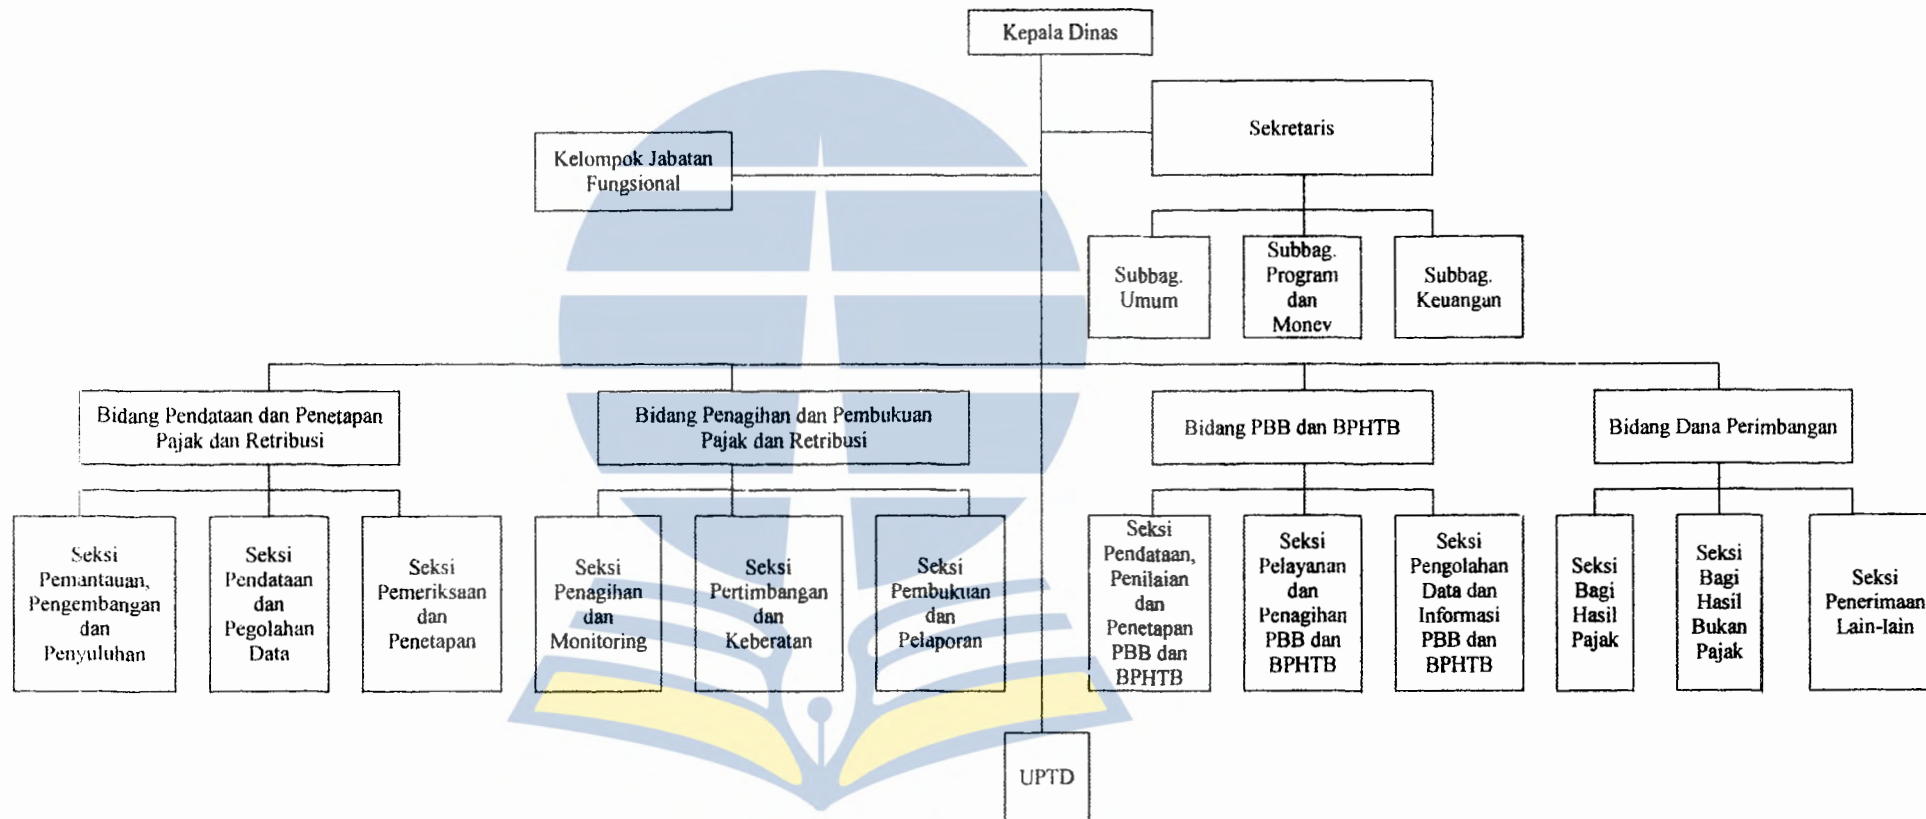 Kepala Dinas
Sekretaris
Kelompok Jabatan
Fungsional
Subbag.
Umum
Subbag.
Program
dan
Monev
Subbag.
Keuangan
Bidang Pendataan dan Penetapan
Pajak dan Retribusi
Bidang Penagihan dan Pembukuan
Pajak dan Retribusi
Bidang PBB dan BPHTB
Bidang Dana Perimbangan
Seksi
Pemantauan,
Pengembangan
dan
Penyuluhan
Seksi
Pendataan
dan
Pegolahan
Data
Seksi
Pemeriksaan
dan
Penetapan
Seksi
Penagihan
dan
Monitoring
Seksi
Pertimbangan
dan
Keberatan
Seksi
Pembukuan
dan
Pelaporan
Seksi
Pendataan,
Penilaian
dan
Penetapan
PBB dan
BPHTB
Seksi
Pelayanan
dan
Penagihan
PBB dan
BPHTB
Seksi
Pengolahan
Data dan
Informasi
PBB dan
BPHTB
Seksi
Bagi
Hasil
Pajak
Seksi
Bagi
Hasil
Bukan
Pajak
Seksi
Penerimaan
Lain-lain
UPTD